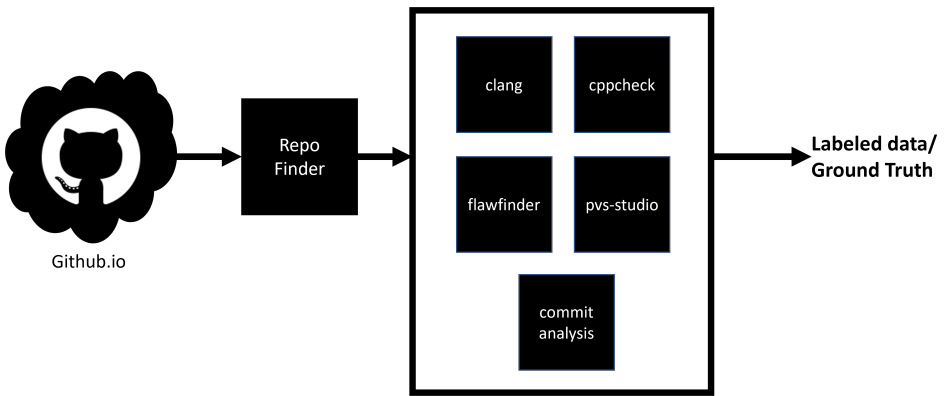 Github.io
Repo
Finder
clang
cppcheck
flawfinder
pvs-studio
commit
analysis
Labeled data/
Ground Truth